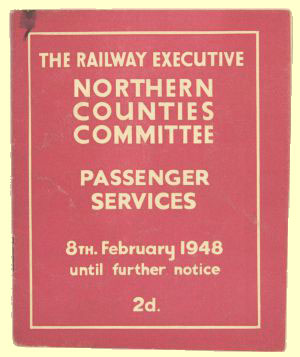 THE RAILWAY EXECUTIVE
NORTHERN
COUNTIES
COMMITTEE
PASSENGER
SERVICES
8TH. February 1948
until further notice
2d.